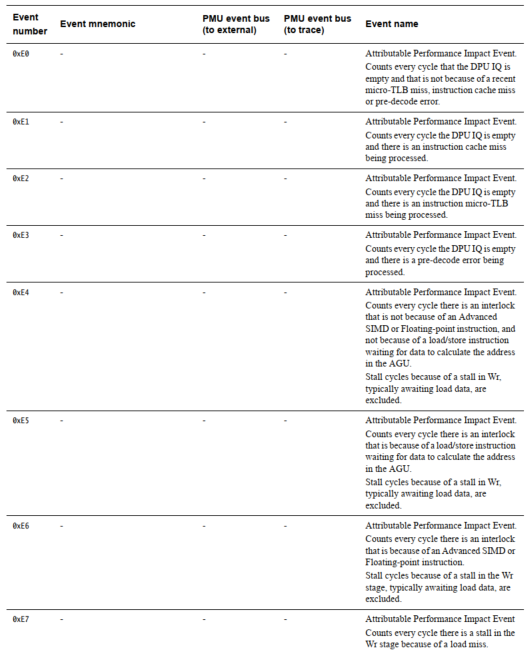 Event number Event mnemonic PMU event bus (to external) PMU event bus (to trace) Event name
0xE0 - - - Attributable Performance Impact Event.
Counts every cycle that the DPU IQ is
empty and that is not because of a recent
micro-TLB miss, instruction cache miss
or pre-decode error.
0xE1 - - - Attributable Performance Impact Event.
Counts every cycle the DPU IQ is empty
and there is an instruction cache miss
being processed.
0xE2 - - - Attributable Performance Impact Event.
Counts every cycle the DPU IQ is empty
and there is an instruction micro-TLB
miss being processed.
0xE3 - - - Attributable Performance Impact Event.
Counts every cycle the DPU IQ is empty
and there is a pre-decode error being
processed.
0xE4 - - - Attributable Performance Impact Event.
Counts every cycle there is an interlock
that is not because of an Advanced
SIMD or Floating-point instruction, and
not because of a load/store instruction
waiting for data to calculate the address
in the AGU.
Stall cycles because of a stall in Wr,
typically awaiting load data, are
excluded.
0xE5 - - - Attributable Performance Impact Event.
Counts every cycle there is an interlock
that is because of a load/store instruction
waiting for data to calculate the address
in the AGU.
Stall cycles because of a stall in Wr,
typically awaiting load data, are
excluded.
0xE6 - - - Attributable Performance Impact Event.
Counts every cycle there is an interlock
that is because of an Advanced SIMD or
Floating-point instruction.
Stall cycles because of a stall in the Wr
stage, typically awaiting load data, are
excluded.
0xE7 - - - Attributable Performance Impact Event
Counts every cycle there is a stall in the
Wr stage because of a load miss.